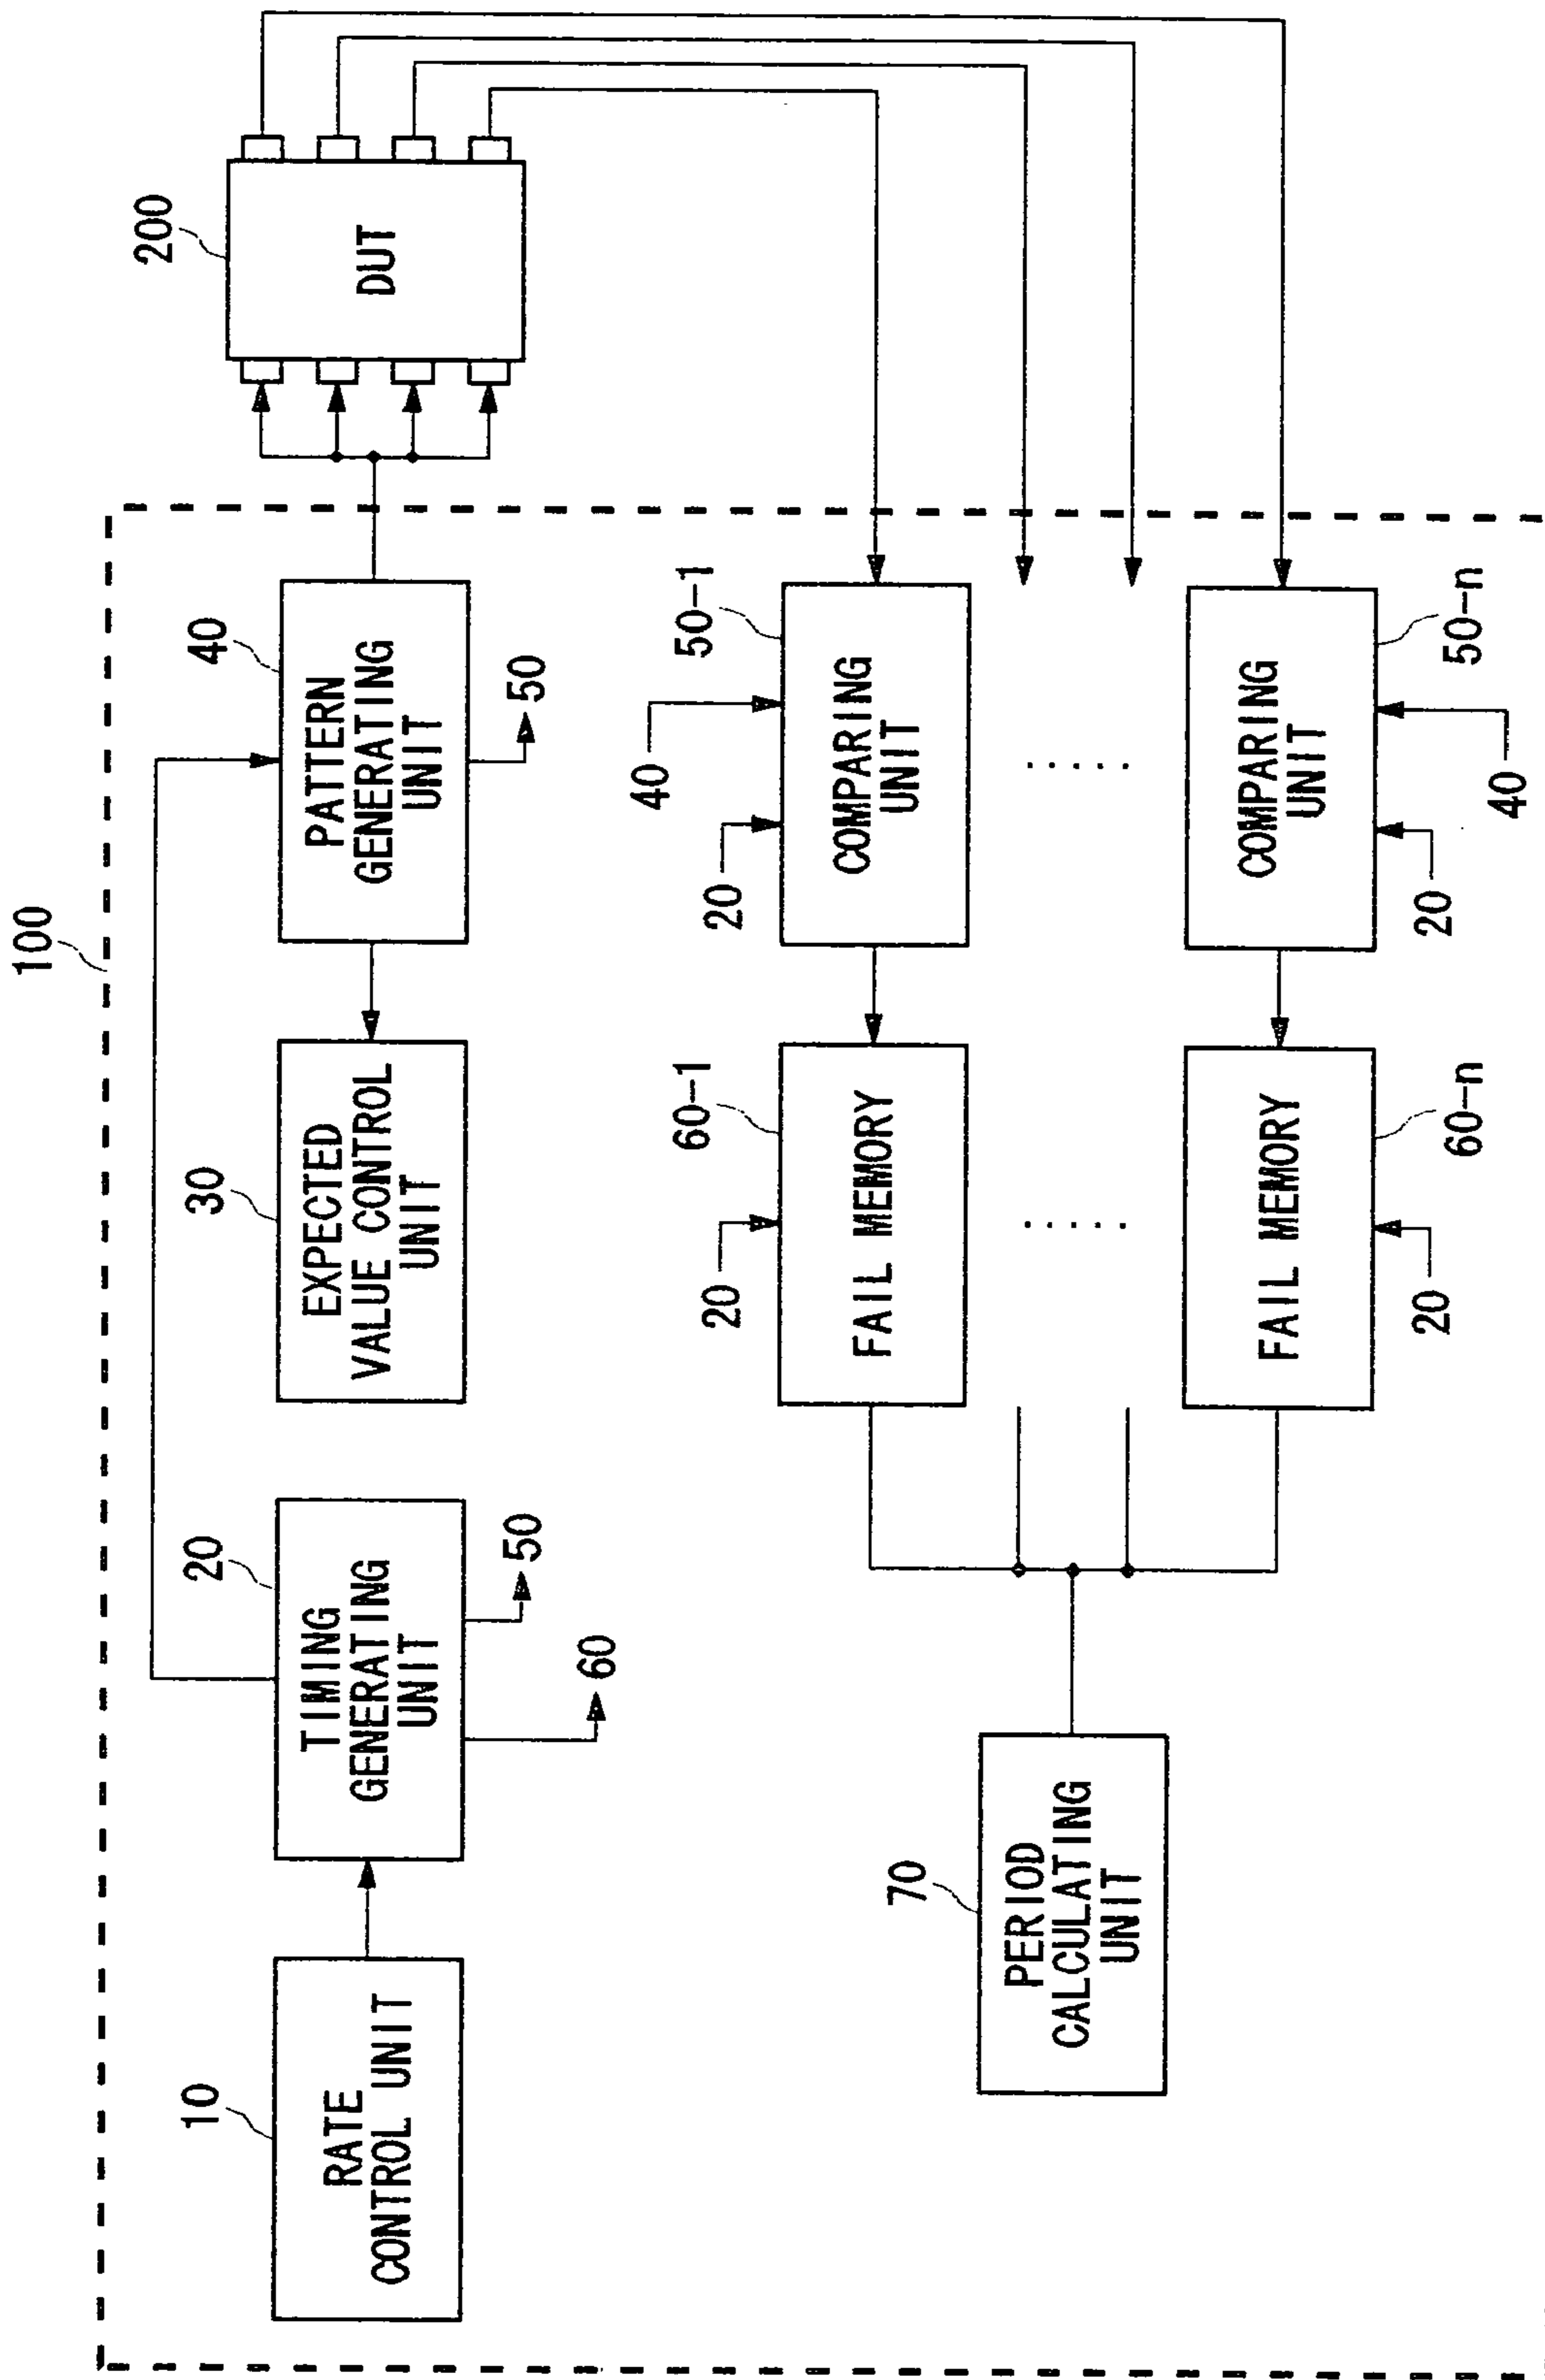 100
200
10
RATE
CONTROL UNIT
20
TIMING
GENERATING
UNIT
50
60
30
EXPECTED
VALUE CONTROL
UNIT
40
PATTERN
GENERATING
UNIT
50
DUT
70
PERIOD
CALCULATING
UNIT
60-1
20
FAIL MEMORY
50-1
20
40
COMPARING
UNIT
.....
.....
FAIL MEMORY
20
60-n
COMPARING
UNIT
20
40
50-n